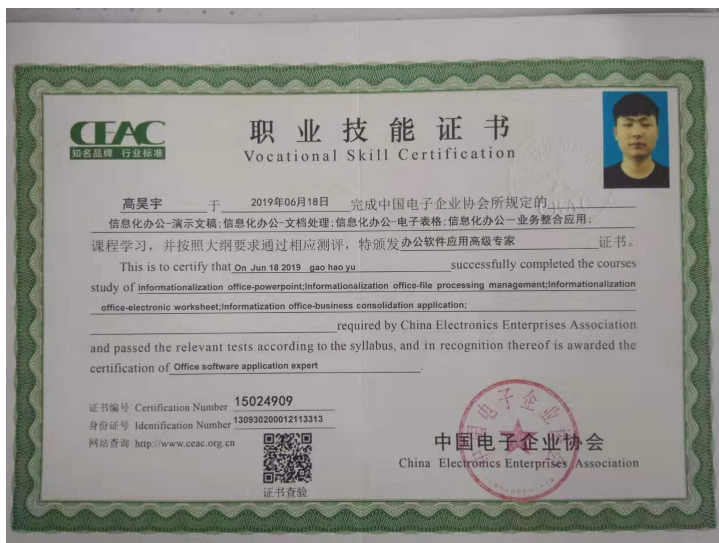 CEAC
知名品牌 行业标准
职业技能证书
Vocational Skill Certification
高昊宇 于 2019年06月18日 完成中国电子企业协会所规定的
信息化办公-演示文稿;信息化办公-文档处理;信息化办公-电子表格;信息化办公-业务整合应用;
课程学习，并按照大纲要求通过相应测评，特颁发 办公软件应用高级专家 证书。
This is to certify that On Jun 18 2019 gao hao yu successfully completed the courses
study of Informationalization office-powerpoint;Informationalization office-file processing management;Informationalization
office-electronic worksheet;Informatization office-business consolidation application;
required by China Electronics Enterprises Association
and passed the relevant tests according to the syllabus, and in recognition thereof is awarded the
certification of Office software application expert.
证书编号 Certification Number 15024909
身份证号 Identification Number 130930200012113313
网站查询 http://www.ceac.org.cn
证书查验
中国电子企业协会
China Electronics Enterprises Association
中国电子企业协会